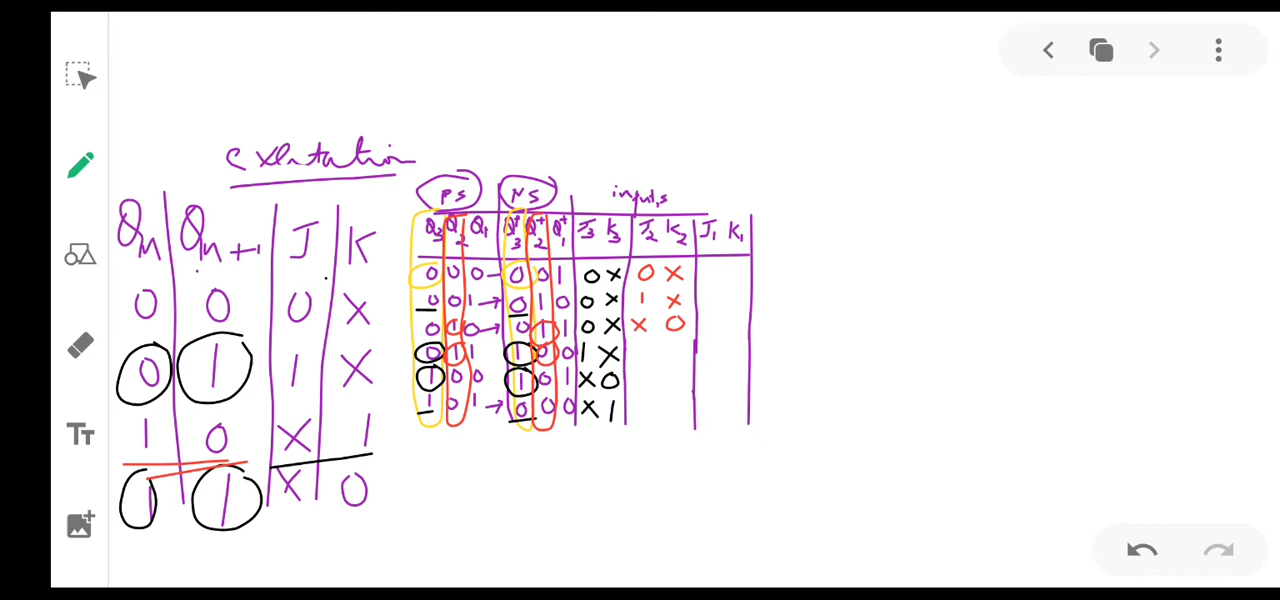 excitation
PS NS inputs
Qn Qn+1 J K
Q3 Q2 Q1 Q3+ Q2+ Q1+ J3 K3 J2 K2 J1 K1
0 0 0 → 0 0 1 0 X 0 X
0 0 1 → 0 1 0 0 X 1 X
0 1 0 → 0 1 1 0 X X 0
0 1 1 1 0 0 1 X
1 0 0 1 0 1 X 0
1 0 1 → 0 0 0 X 1
0 0 0 X
0 1 1 X
1 0 X 1
1 1 X 0
TT